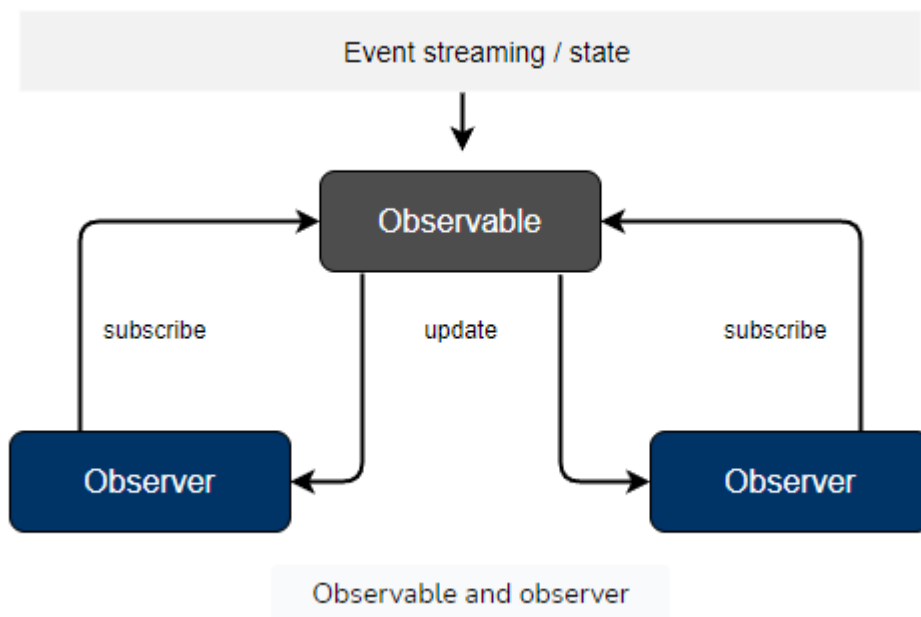 Event streaming / state
Observable
subscribe
update
subscribe
Observer
Observer
Observable and observer